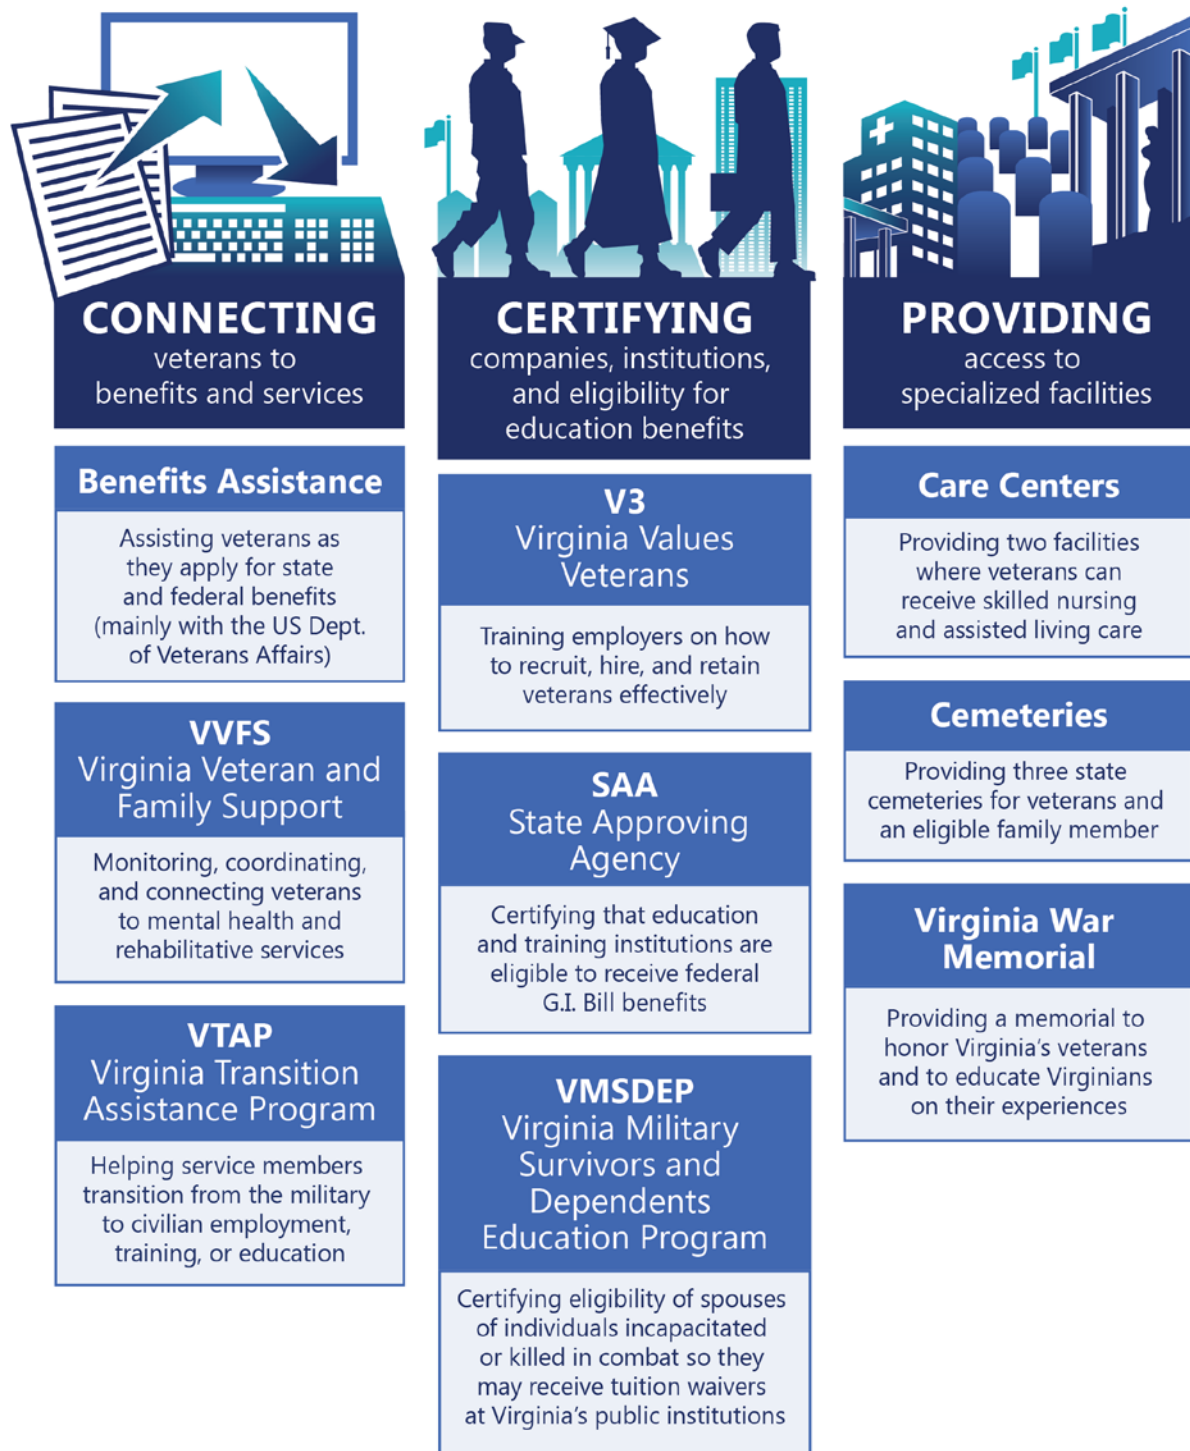 CONNECTING
veterans to
benefits and services
Benefits Assistance
Assisting veterans as
they apply for state
and federal benefits
(mainly with the US Dept.
of Veterans Affairs)
VVFS
Virginia Veteran and
Family Support
Monitoring, coordinating,
and connecting veterans
to mental health and
rehabilitative services
VTAP
Virginia Transition
Assistance Program
Helping service members
transition from the military
to civilian employment,
training, or education
CERTIFYING
companies, institutions,
and eligibility for
education benefits
V3
Virginia Values
Veterans
Training employers on how
to recruit, hire, and retain
veterans effectively
SAA
State Approving
Agency
Certifying that education
and training institutions are
eligible to receive federal
G.I. Bill benefits
VMSDEP
Virginia Military
Survivors and
Dependents
Education Program
Certifying eligibility of spouses
of individuals incapacitated
or killed in combat so they
may receive tuition waivers
at Virginia's public institutions
PROVIDING
access to
specialized facilities
Care Centers
Providing two facilities
where veterans can
receive skilled nursing
and assisted living care
Cemeteries
Providing three state
cemeteries for veterans and
an eligible family member
Virginia War
Memorial
Providing a memorial to
honor Virginia's veterans
and to educate Virginians
on their experiences